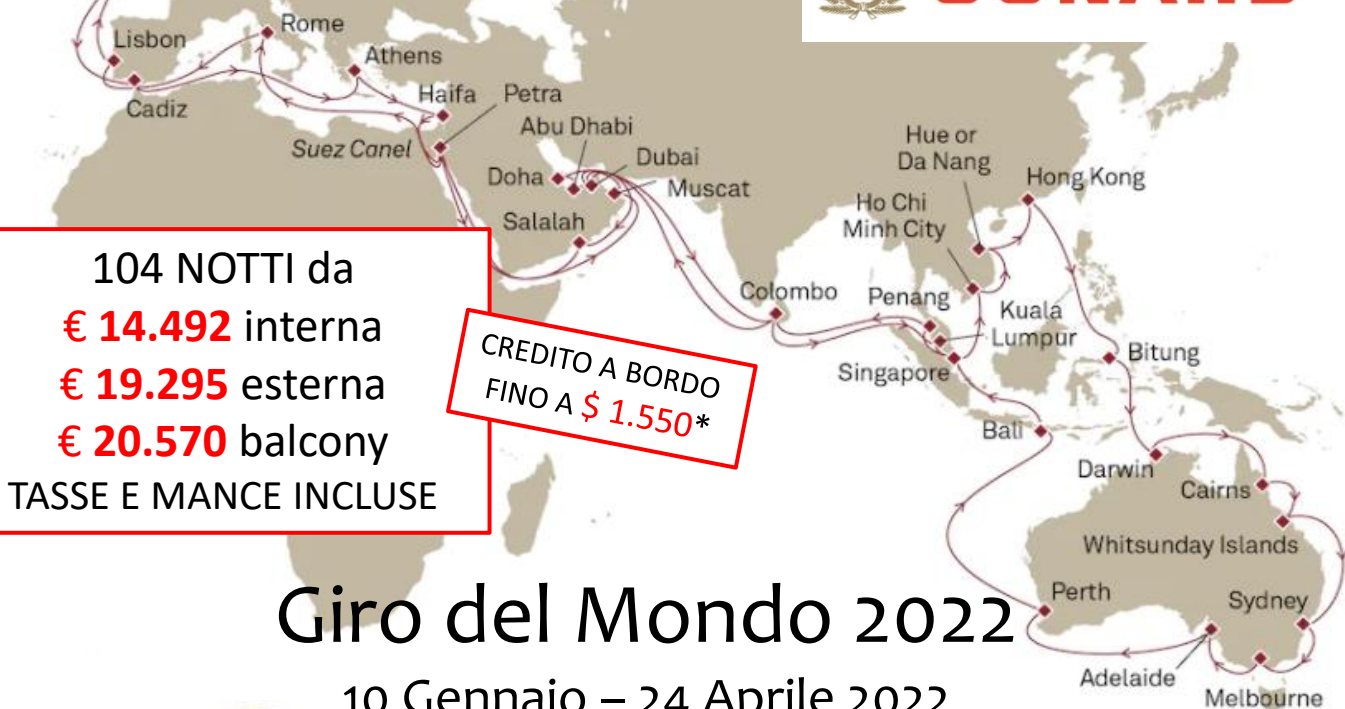 CUNARD
Lisbon
Rome
Athens
Cadiz
Haifa
Petra
Suez Canel
Abu Dhabi
Doha
Dubai
Muscat
Salalah
Hue or
Da Nang
Hong Kong
Ho Chi
Minh City
Colombo
Penang
Kuala
Lumpur
Singapore
Bitung
Bali
Darwin
Cairns
Whitsunday Islands
Perth
Sydney
Adelaide
Melbourne
104 NOTTI da
€ 14.492 interna
€ 19.295 esterna
€ 20.570 balcony
TASSE E MANCE INCLUSE
CREDITO A BORDO
FINO A $ 1.550*
Giro del Mondo 2022
10 Gennaio – 24 Aprile 2022